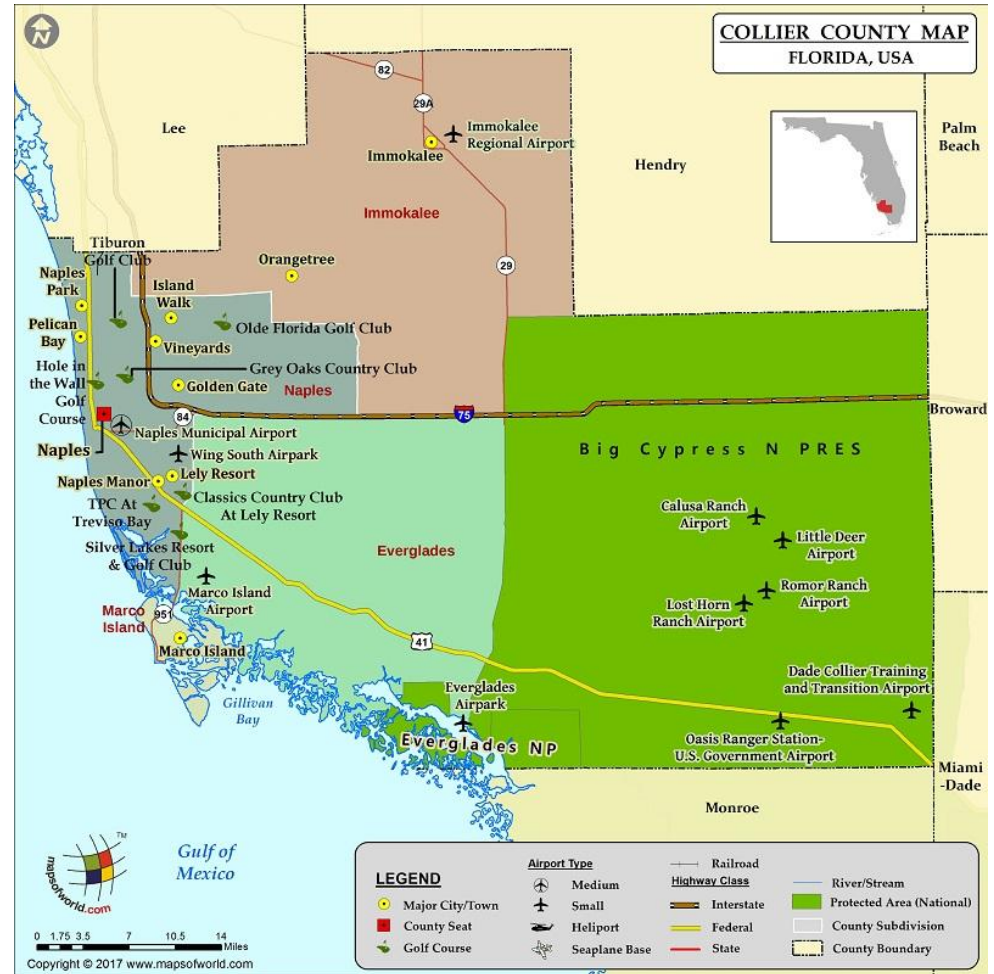 COLLIER COUNTY MAP
FLORIDA, USA
N
82
29A
Lee
Immokalee
Regional Airport
Immokalee
Hendry
Palm
Beach
Immokalee
Tiburon
Golf Club
Orangetree
29
Naples
Park
Island
Walk
Pelican
Bay
Olde Florida Golf Club
Vineyards
Hole in
the Wall
Golf
Course
Grey Oaks Country Club
Golden Gate
Naples
84
75
Broward
Naples
Naples Municipal Airport
Wing South Airpark
Big Cypress N PRES
Naples Manor
Lely Resort
TPC At
Treviso Bay
Classics Country Club
At Lely Resort
Calusa Ranch
Airport
Little Deer
Airport
Silver Lakes Resort
& Golf Club
Everglades
Marco Island
Airport
Romor Ranch
Airport
Lost Horn
Ranch Airport
Marco
Island
951
Marco Island
41
Dade Collier Training
and Transition Airport
Everglades
Airpark
Gillivan
Bay
Everglades NP
Oasis Ranger Station-
U.S. Government Airport
Miami
-Dade
Monroe
Gulf of
Mexico
TM
mapsofworld.com
0 1.75 3.5 7 10.5 14
Miles
Copyright © 2017 www.mapsofworld.com
LEGEND
Major City/Town
County Seat
Golf Course
Airport Type
Medium
Small
Heliport
Seaplane Base
Railroad
Highway Class
Interstate
Federal
State
River/Stream
Protected Area (National)
County Subdivision
County Boundary